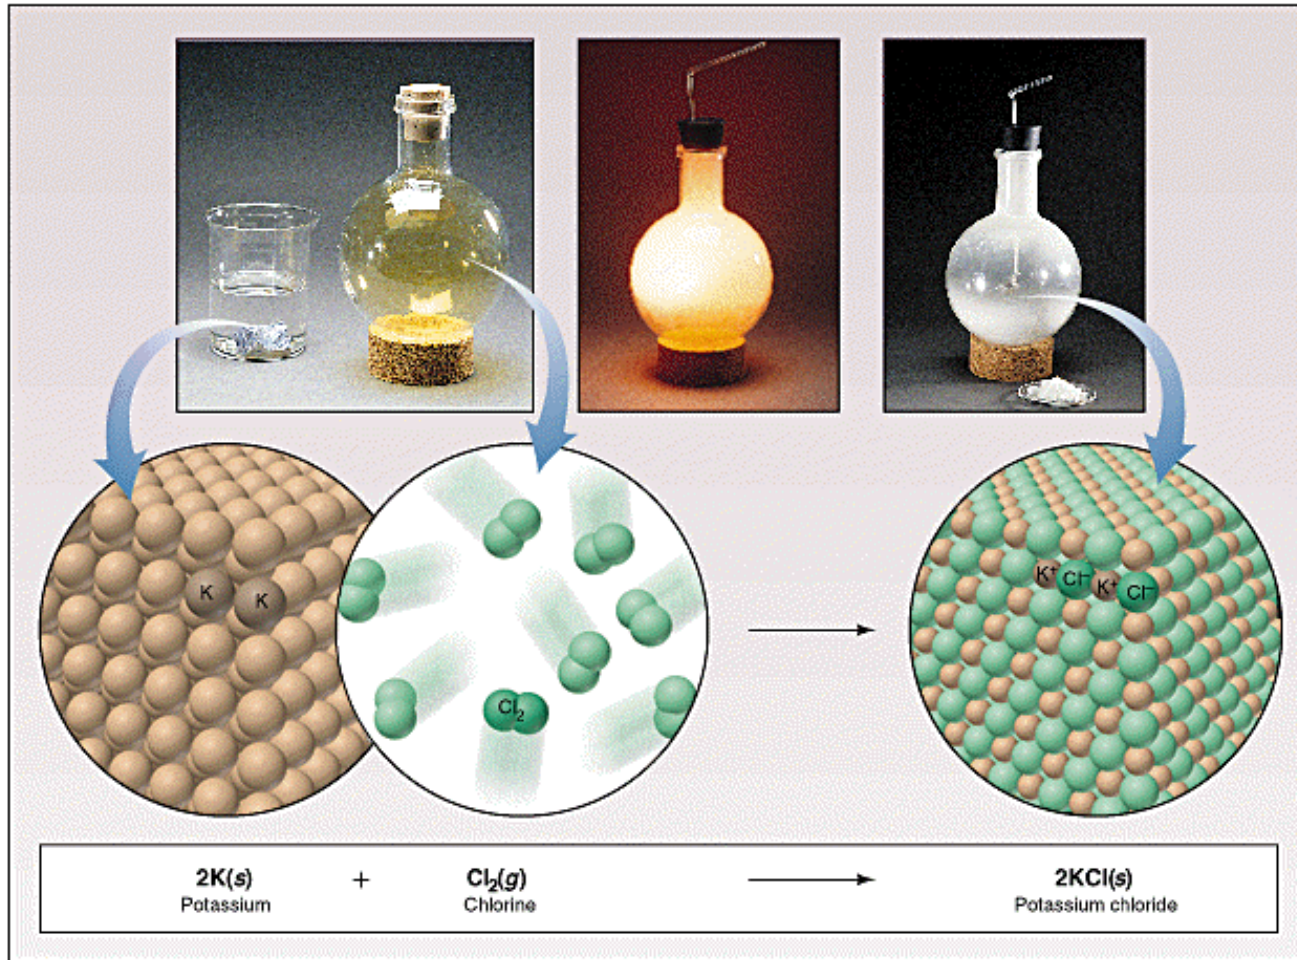 K
K
Cl₂
K⁺ Cl⁻ K⁺ Cl⁻
2K(s) + Cl₂(g) ⟶ 2KCl(s)
Potassium Chlorine Potassium chloride